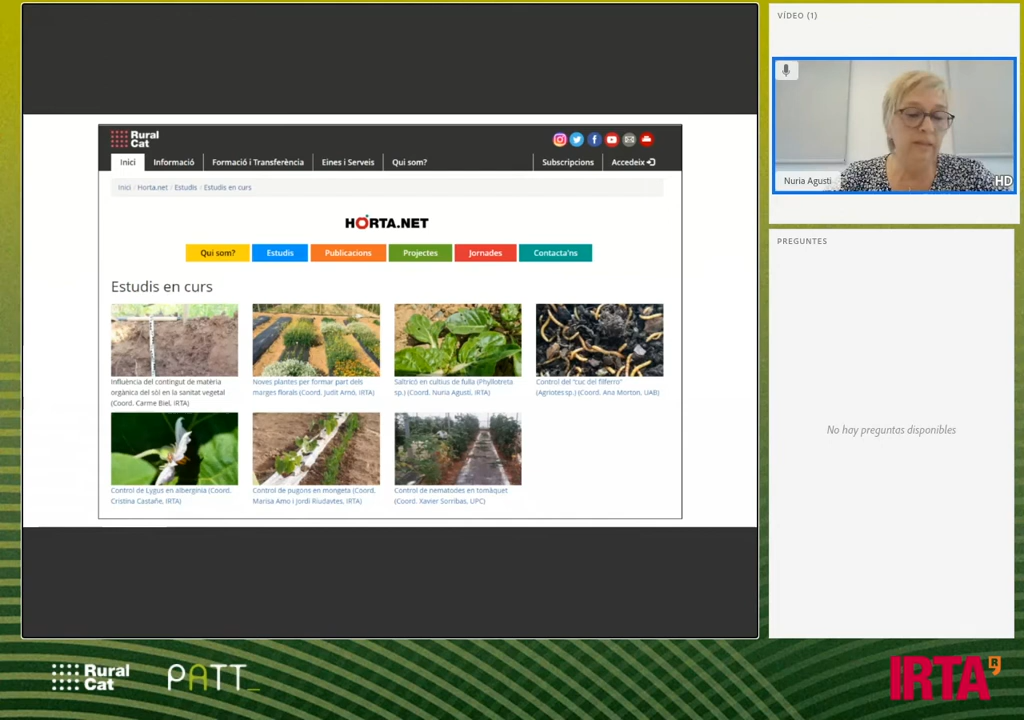 Rural
Cat
Inici
Informació
Formació i Transferència
Eines i Serveis
Qui som?
Subscripcions
Accedeix
Inici / Horta.net / Estudis / Estudis en curs
HORTA.NET
Qui som?
Estudis
Publicacions
Projectes
Jornades
Contacta'ns
Estudis en curs
Influència del contingut de matèria
orgànica del sòl en la sanitat vegetal
(Coord. Carme Biel, IRTA)
Noves plantes per formar part dels
marges florals (Coord. Judit Arnó, IRTA)
Saltiricó en cultius de fulla (Phyllotreta
sp.) (Coord. Nuria Agustí, IRTA)
Control del "cuc del filferro"
(Agriotes sp.) (Coord. Ana Morton, UAB)
Control de Lygus en albergínia (Coord.
Cristina Castañe, IRTA)
Control de pugons en mongeta (Coord.
Marisa Amo i Jordi Riudavtes, IRTA)
Control de nematodes en tomàquet
(Coord. Xavier Sorribas, UPC)
VÍDEO (1)
Nuria Agusti
HD
PREGUNTES
No hay preguntas disponibles
Rural
Cat
PATT_
IRTA
R